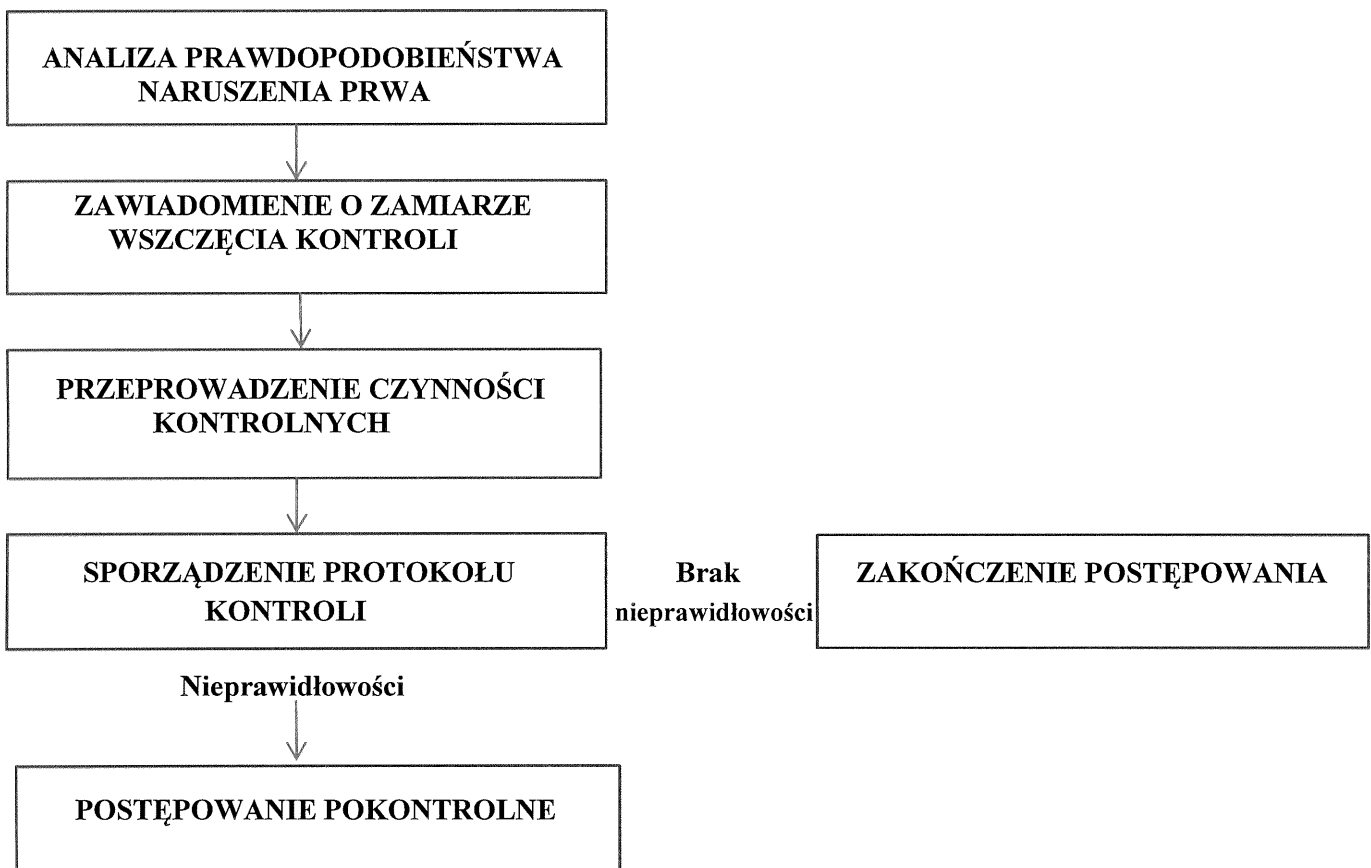 ANALIZA PRAWDOPODOBIEŃSTWA
NARUSZENIA PRWA
ZAWIADOMIENIE O ZAMIARZE
WSZCZĘCIA KONTROLI
PRZEPROWADZENIE CZYNNOŚCI
KONTROLNYCH
SPORZĄDZENIE PROTOKOŁU
KONTROLI
Brak
nieprawidłowości
ZAKOŃCZENIE POSTĘPOWANIA
Nieprawidłowości
POSTĘPOWANIE POKONTROLNE